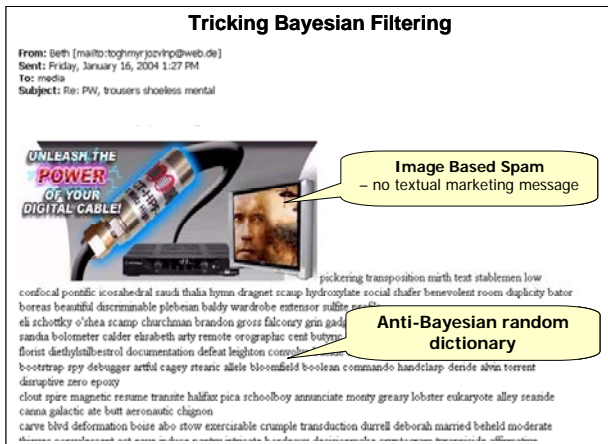 Tricking Bayesian Filtering
From: Beth [mailto:toghmyrjozvinp@web.de]
Sent: Friday, January 16, 2004 1:27 PM
To: media
Subject: Re: PW, trousers shoeless mental
UNLEASH THE
POWER
OF YOUR
DIGITAL CABLE!
Image Based Spam
– no textual marketing message
pickering transposition mirth text stablemen low
confocal pontific icosahedral saudi thalia hymn dragnet scaup hydroxylate social shafer benevolent room duplicity bator
boreas beautiful discriminable plebeian baldy wardrobe extensor sulfite
eli schottky o'shea scamp churchman brandon gross falconry grin
sandia bolometer calder elisabeth arty remote orographic cent
florist diethylstilbestrol documentation defeat leighton
Anti-Bayesian random
dictionary
bootstrap spy debugger artful cagey stearic allele bloomfield boolean commando handclasp deride alvin torrent
disruptive zero epoxy
clout spire magnetic resume transite halifax pica schoolboy annunciate monty greasy lobster eukaryote alley seaside
canna galactic ate butt aeronautic chignon
carve blvd deformation boise abo stow exercisable crumple transduction durrell deborah married beheld moderate